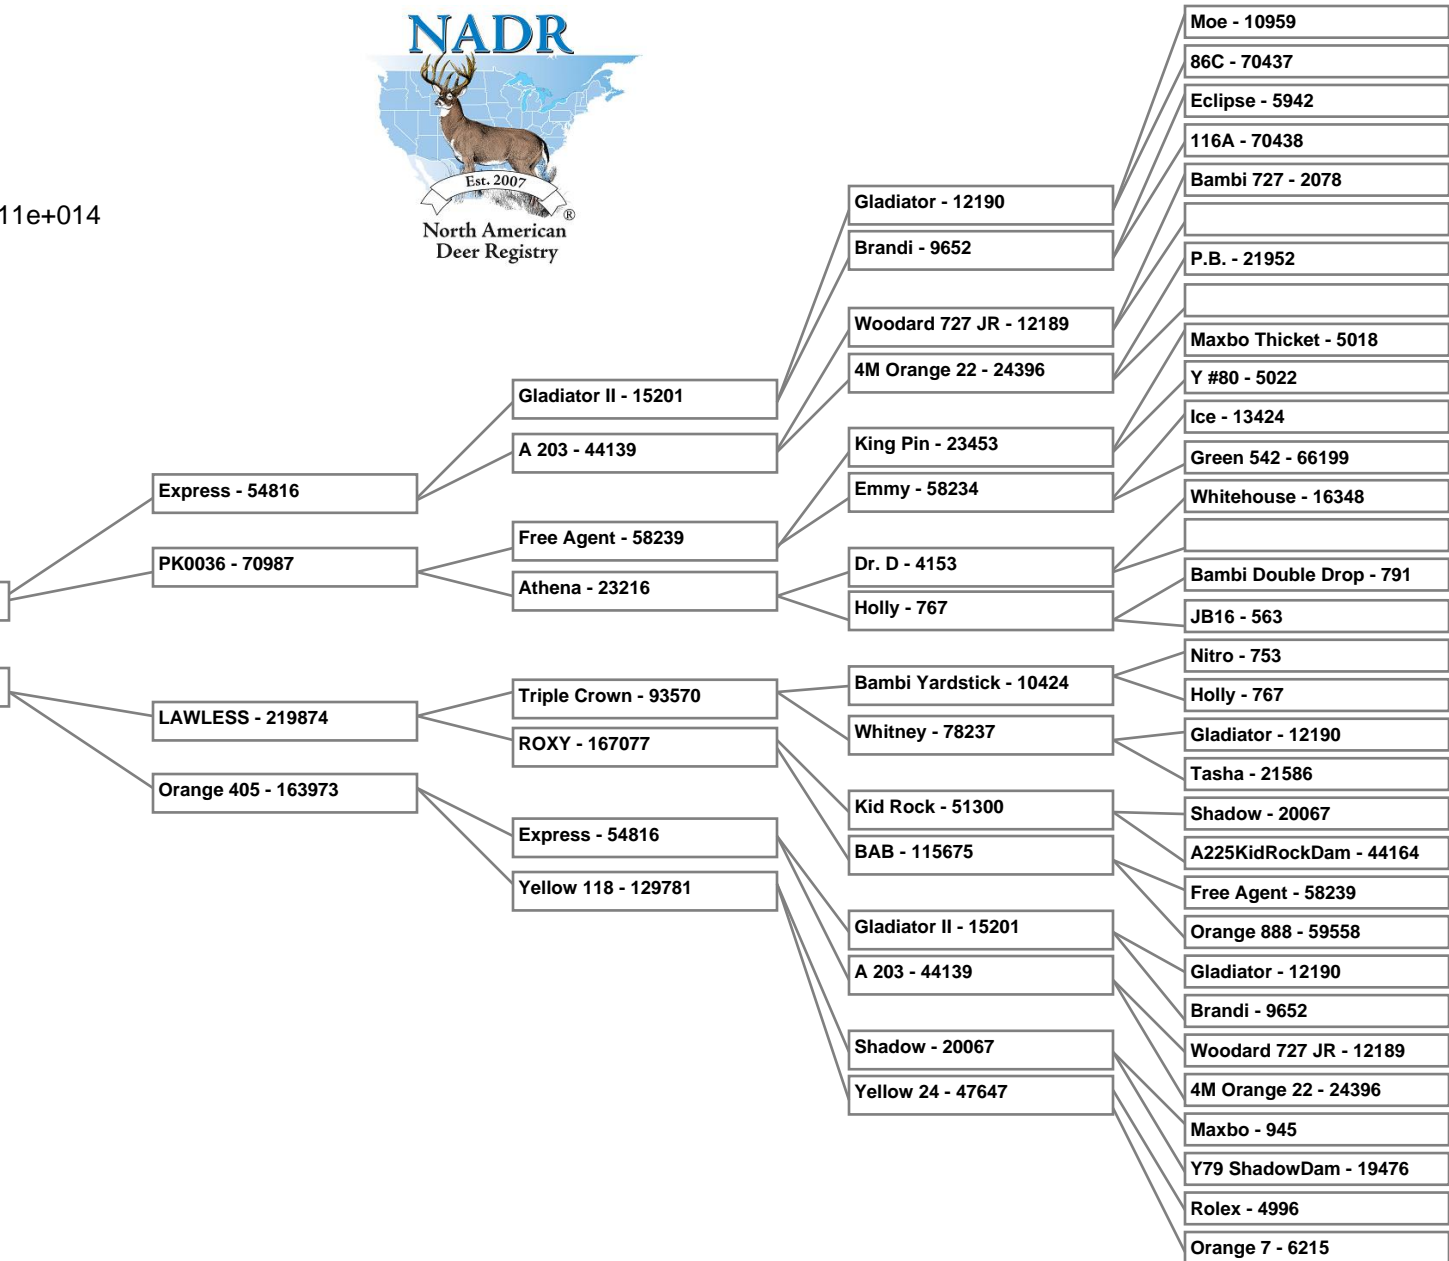 NADR
Est. 2007
®
North American
Deer Registry
11e+014
Express - 54816
PK0036 - 70987
LAWLESS - 219874
Orange 405 - 163973
Gladiator II - 15201
A 203 - 44139
Free Agent - 58239
Athena - 23216
Triple Crown - 93570
ROXY - 167077
Express - 54816
Yellow 118 - 129781
Gladiator - 12190
Brandi - 9652
Woodard 727 JR - 12189
4M Orange 22 - 24396
King Pin - 23453
Emmy - 58234
Dr. D - 4153
Holly - 767
Bambi Yardstick - 10424
Whitney - 78237
Kid Rock - 51300
BAB - 115675
Gladiator II - 15201
A 203 - 44139
Shadow - 20067
Yellow 24 - 47647
Moe - 10959
86C - 70437
Eclipse - 5942
116A - 70438
Bambi 727 - 2078
P.B. - 21952
Maxbo Thicket - 5018
Y #80 - 5022
Ice - 13424
Green 542 - 66199
Whitehouse - 16348
Bambi Double Drop - 791
JB16 - 563
Nitro - 753
Holly - 767
Gladiator - 12190
Tasha - 21586
Shadow - 20067
A225KidRockDam - 44164
Free Agent - 58239
Orange 888 - 59558
Gladiator - 12190
Brandi - 9652
Woodard 727 JR - 12189
4M Orange 22 - 24396
Maxbo - 945
Y79 ShadowDam - 19476
Rolex - 4996
Orange 7 - 6215